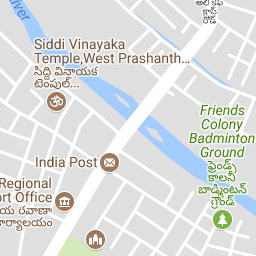 iver
Siddi Vinayaka
Temple,West Prashanth...
సిద్ది వినాయక
టెంపుల్...
Friends
Colony
Badminton
Ground
ఫ్రెండ్స్
కాలనీ
బాడ్మింటన్
గ్రౌండ్
India Post
Regional
ort Office
య రవాణా
కార్యాలయం